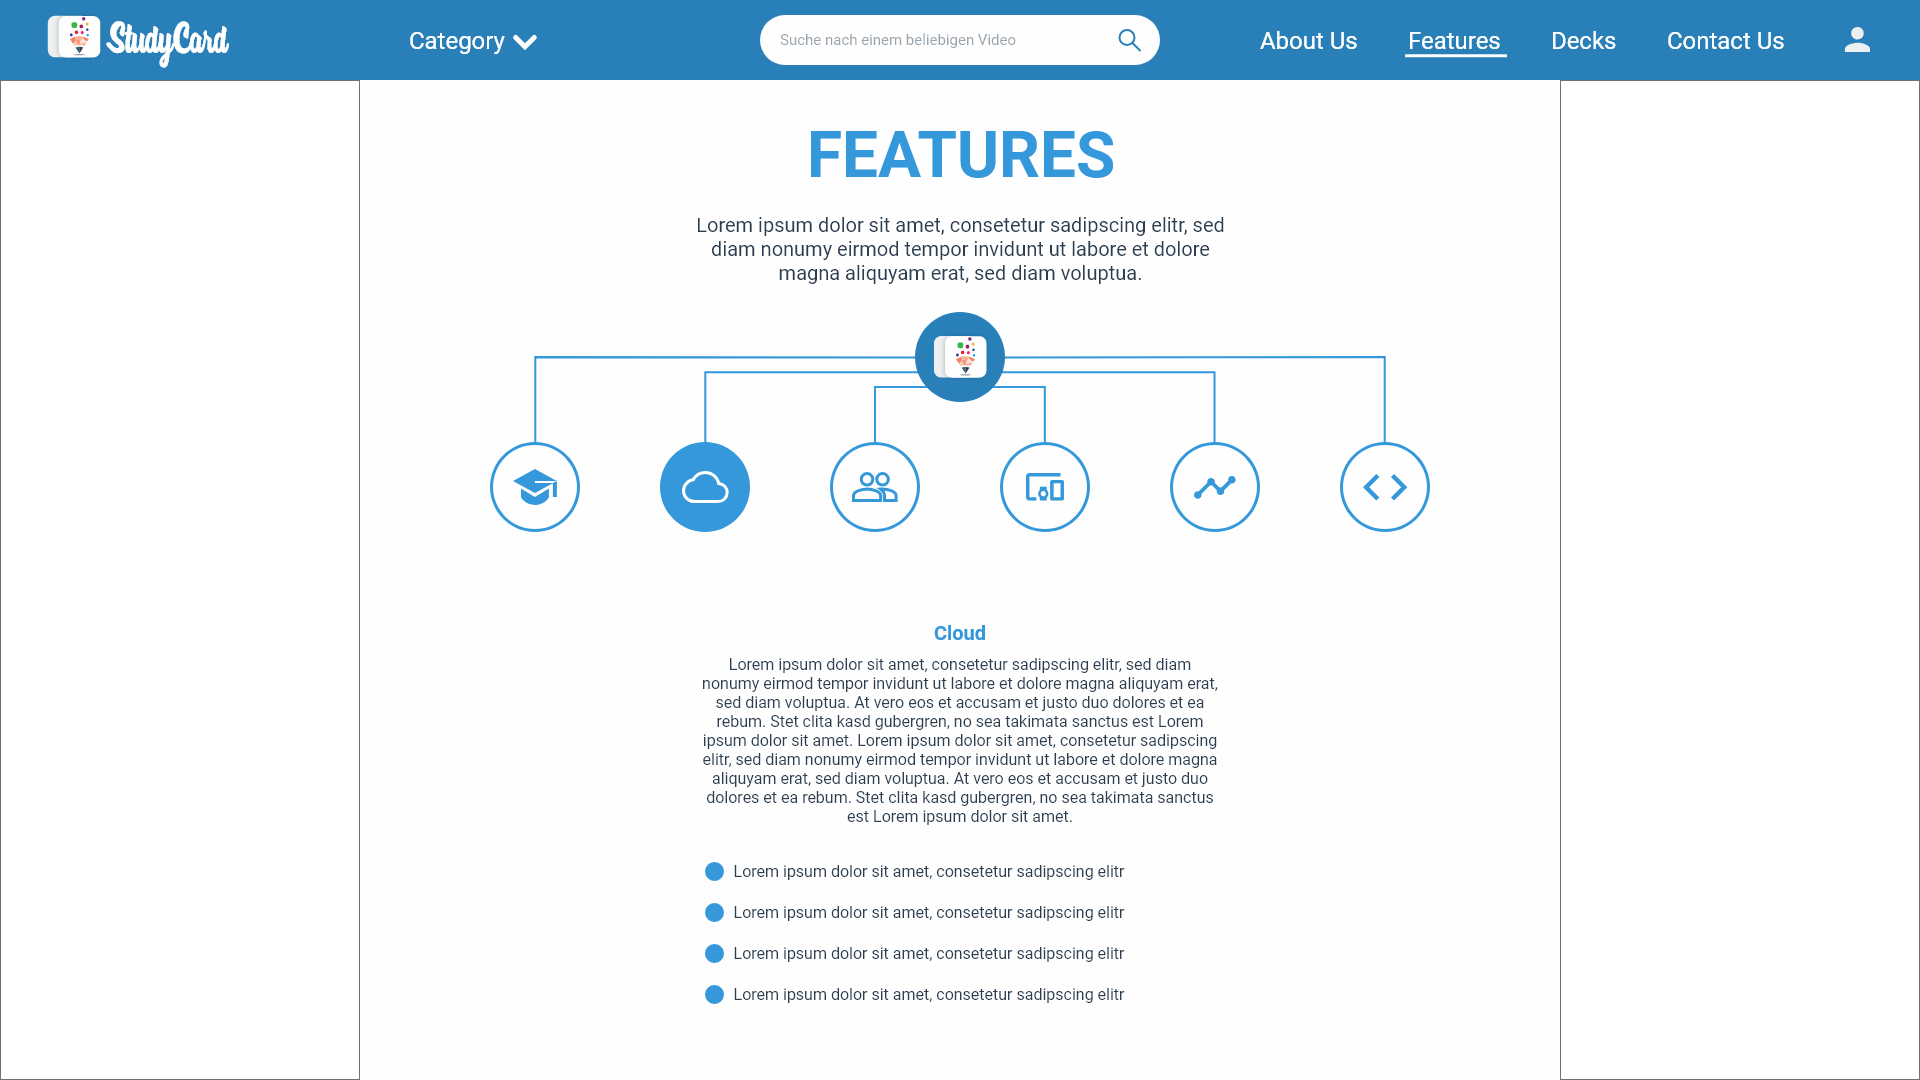 StudyCard
Category
Suche nach einem beliebigen Video
About Us
Features
Decks
Contact Us
FEATURES
Lorem ipsum dolor sit amet, consetetur sadipscing elitr, sed
diam nonumy eirmod tempor invidunt ut labore et dolore
magna aliquyam erat, sed diam voluptua.
Cloud
Lorem ipsum dolor sit amet, consetetur sadipscing elitr, sed diam
nonumy eirmod tempor invidunt ut labore et dolore magna aliquyam erat,
sed diam voluptua. At vero eos et accusam et justo duo dolores et ea
rebum. Stet clita kasd gubergren, no sea takimata sanctus est Lorem
ipsum dolor sit amet. Lorem ipsum dolor sit amet, consetetur sadipscing
elitr, sed diam nonumy eirmod tempor invidunt ut labore et dolore magna
aliquyam erat, sed diam voluptua. At vero eos et accusam et justo duo
dolores et ea rebum. Stet clita kasd gubergren, no sea takimata sanctus
est Lorem ipsum dolor sit amet.
Lorem ipsum dolor sit amet, consetetur sadipscing elitr
Lorem ipsum dolor sit amet, consetetur sadipscing elitr
Lorem ipsum dolor sit amet, consetetur sadipscing elitr
Lorem ipsum dolor sit amet, consetetur sadipscing elitr